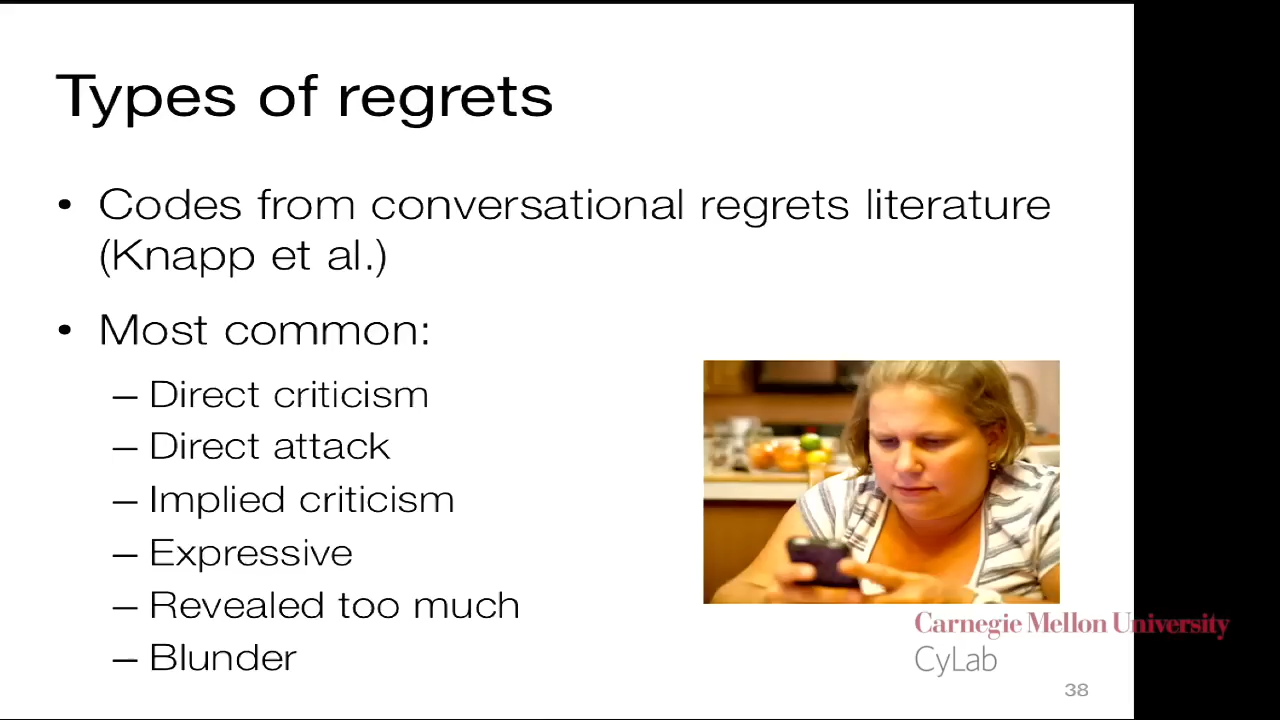 Types of regrets
• Codes from conversational regrets literature
(Knapp et al.)
• Most common:
– Direct criticism
– Direct attack
– Implied criticism
– Expressive
– Revealed too much
– Blunder
Carnegie Mellon University
CyLab
38